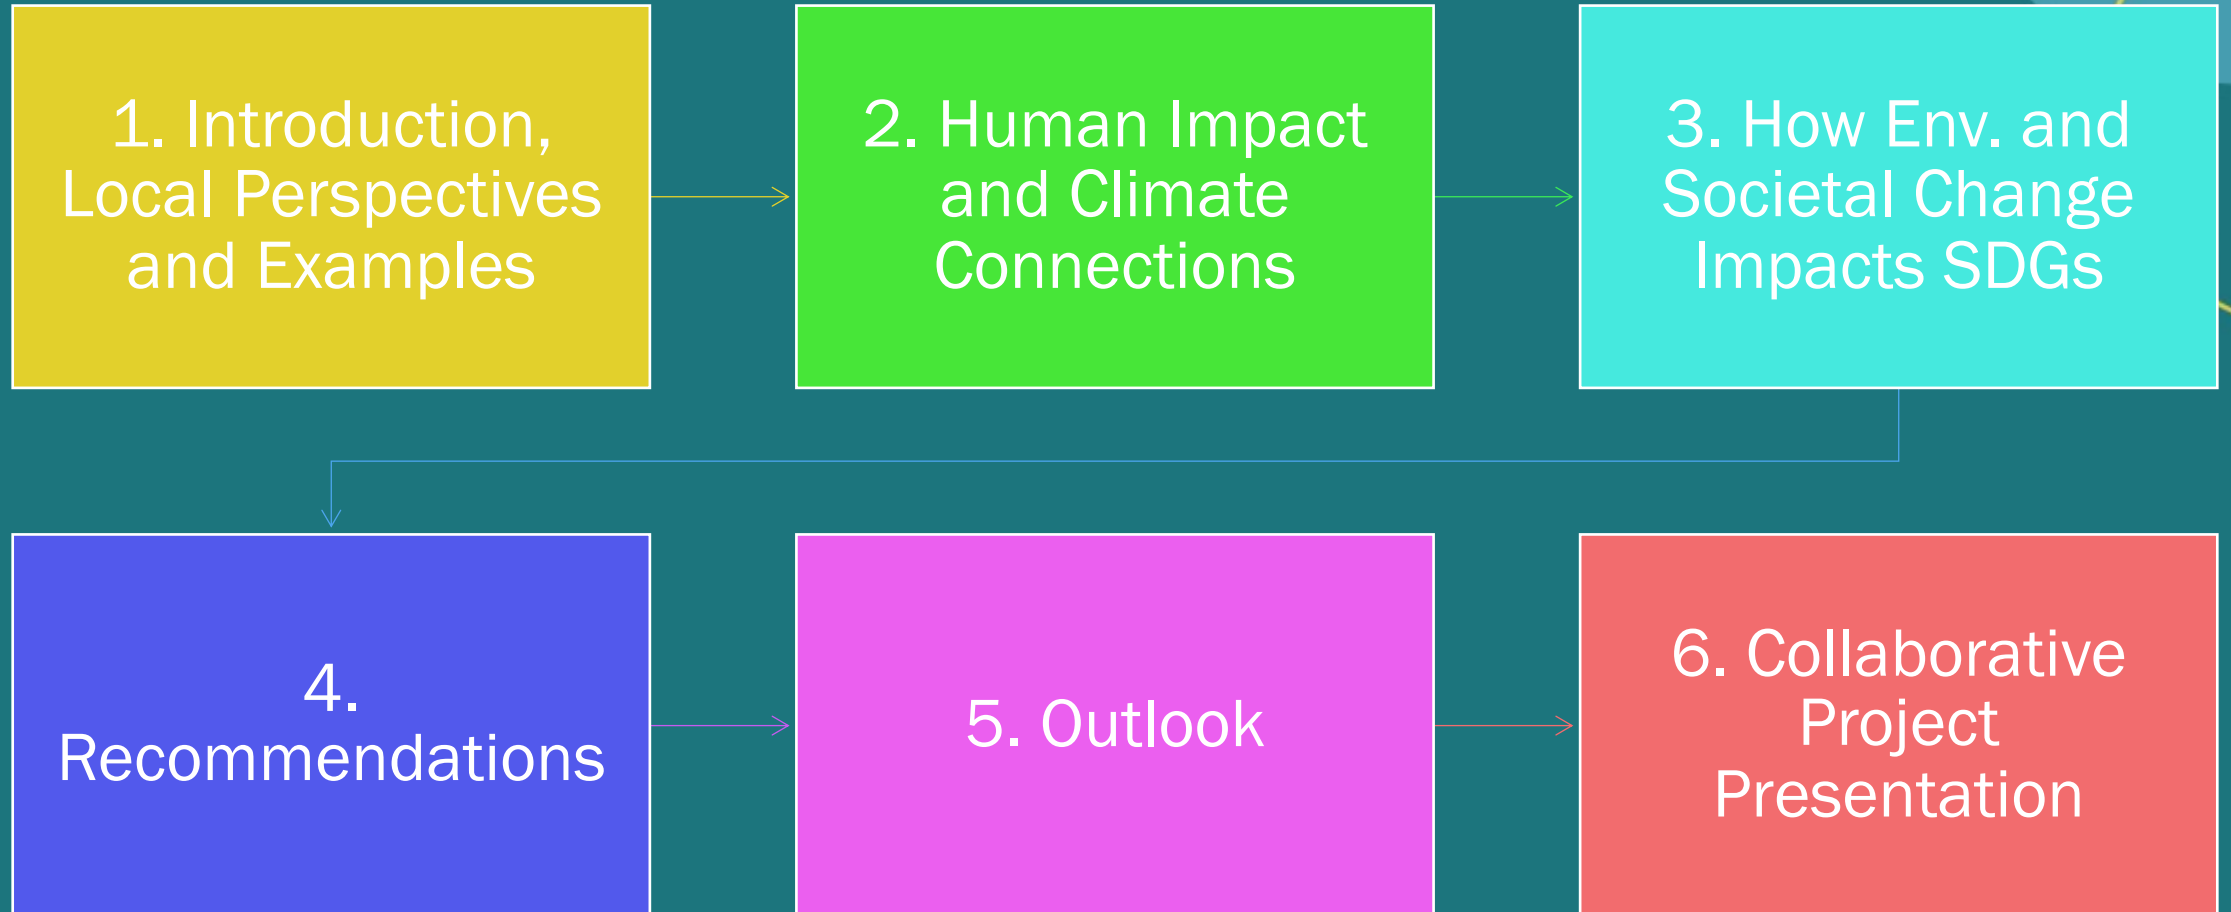 1. Introduction,
Local Perspectives
and Examples
2. Human Impact
and Climate
Connections
3. How Env. and
Societal Change
Impacts SDGs
4.
Recommendations
5. Outlook
6. Collaborative
Project
Presentation